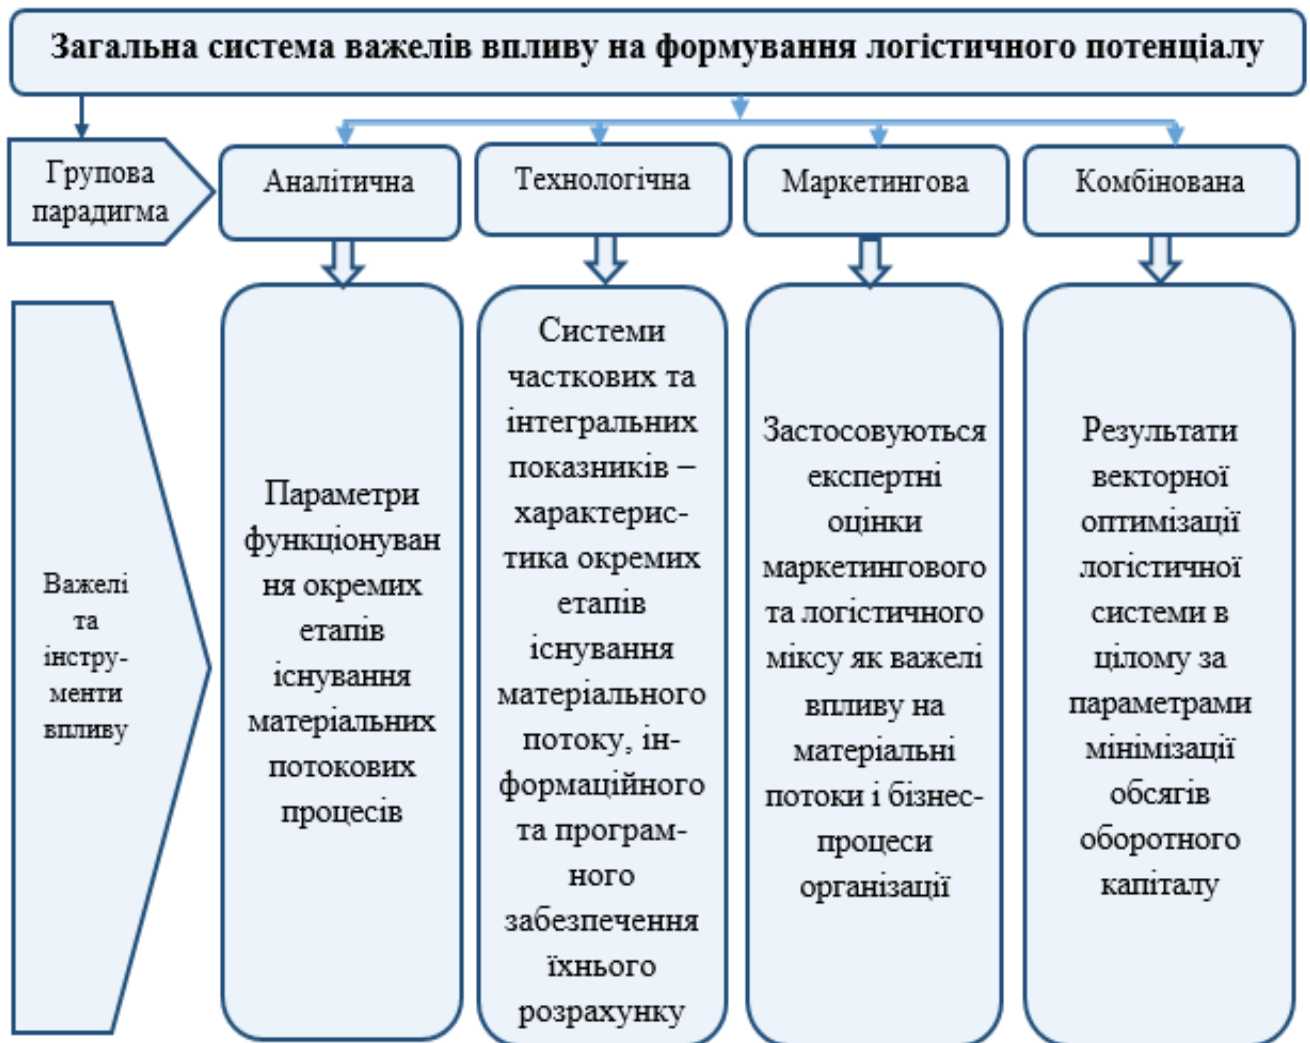 Загальна система важелів впливу на формування логістичного потенціалу
Групова
парадигма
Аналітична
Технологічна
Маркетингова
Комбінована
Важелі
та
інстру-
менти
впливу
Параметри
функціонуван
ня окремих
етапів
існування
матеріальних
потокових
процесів
Системи
часткових та
інтегральних
показників –
характерис-
тика окремих
етапів
існування
матеріального
потоку, ін-
формаційного
та програм-
ного
забезпечення
їхнього
розрахунку
Застосовуються
експертні
оцінки
маркетингового
та логістичного
міксу як важелі
впливу на
матеріальні
потоки і бізнес-
процеси
організації
Результати
векторної
оптимізації
логістичної
системи в
цілому за
параметрами
мінімізації
обсягів
оборотного
капіталу